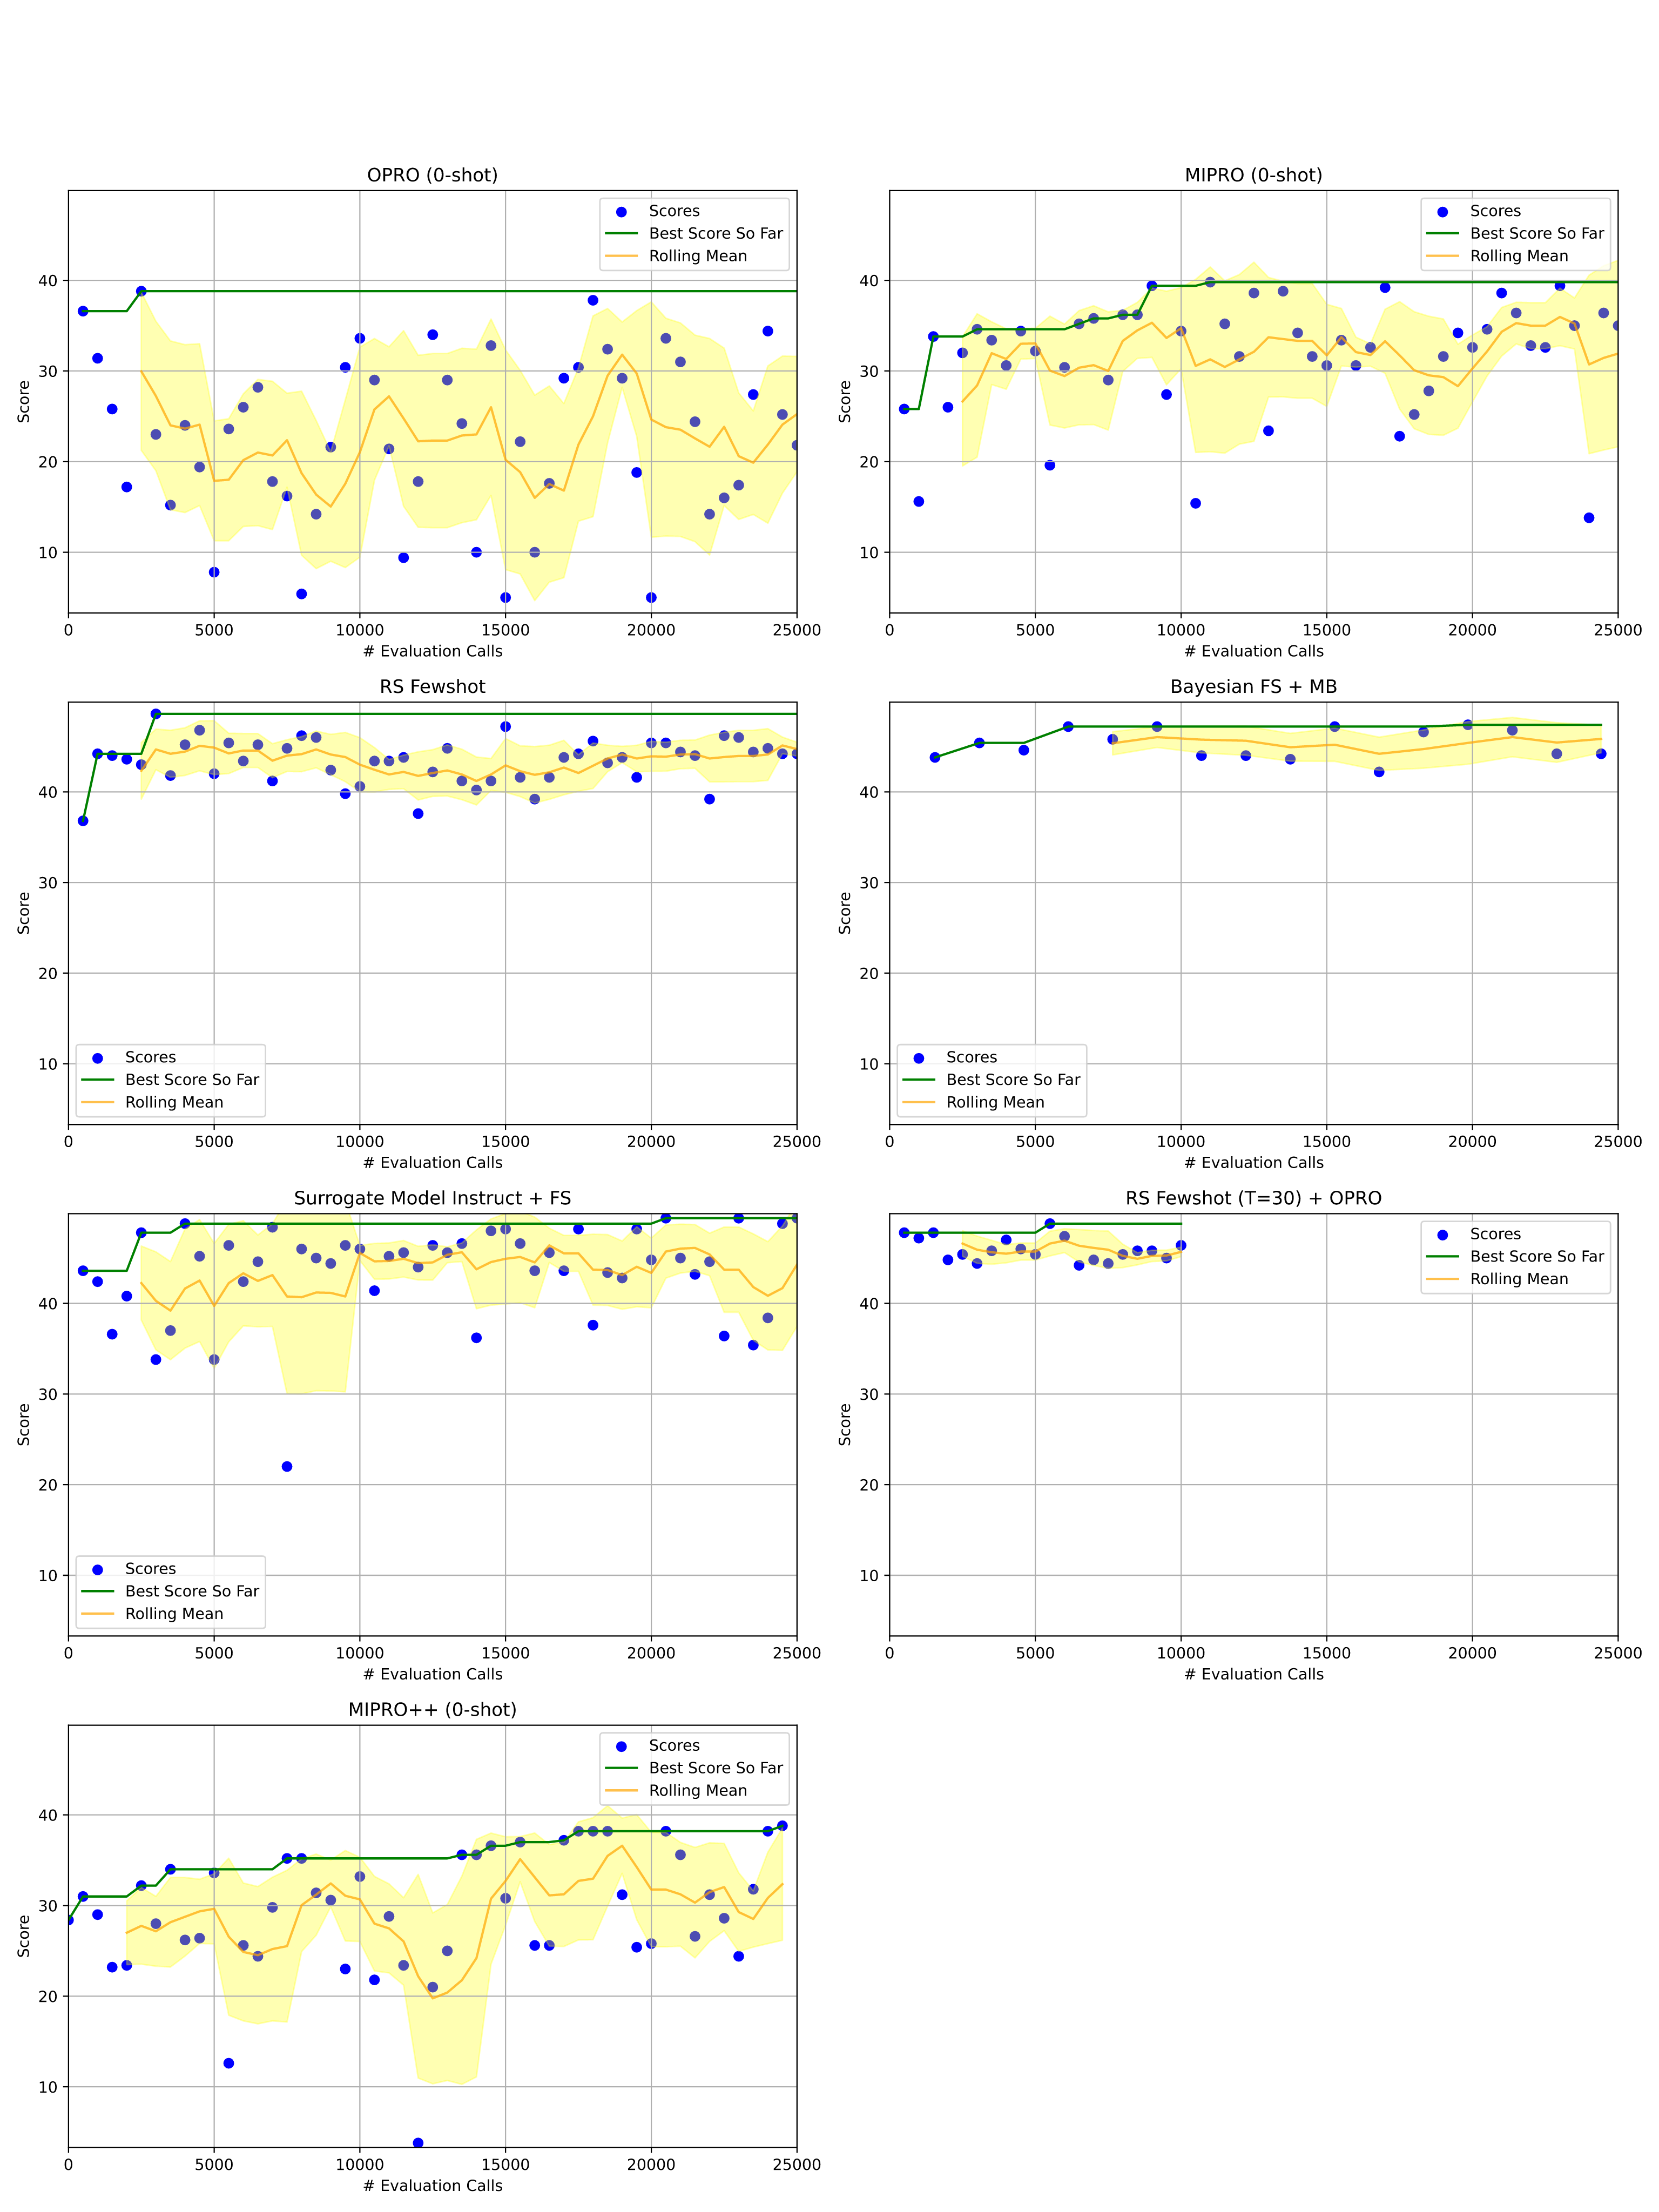 OPRO (0-shot)
Score
40
30
20
10
Scores
Best Score So Far
Rolling Mean
0 5000 10000 15000 20000 25000
# Evaluation Calls
MIPRO (0-shot)
Score
40
30
20
10
Scores
Best Score So Far
Rolling Mean
0 5000 10000 15000 20000 25000
# Evaluation Calls
RS Fewshot
Score
40
30
20
10
Scores
Best Score So Far
Rolling Mean
0 5000 10000 15000 20000 25000
# Evaluation Calls
Bayesian FS + MB
Score
40
30
20
10
Scores
Best Score So Far
Rolling Mean
0 5000 10000 15000 20000 25000
# Evaluation Calls
Surrogate Model Instruct + FS
Score
40
30
20
10
Scores
Best Score So Far
Rolling Mean
0 5000 10000 15000 20000 25000
# Evaluation Calls
RS Fewshot (T=30) + OPRO
Score
40
30
20
10
Scores
Best Score So Far
Rolling Mean
0 5000 10000 15000 20000 25000
# Evaluation Calls
MIPRO++ (0-shot)
Score
40
30
20
10
Scores
Best Score So Far
Rolling Mean
0 5000 10000 15000 20000 25000
# Evaluation Calls